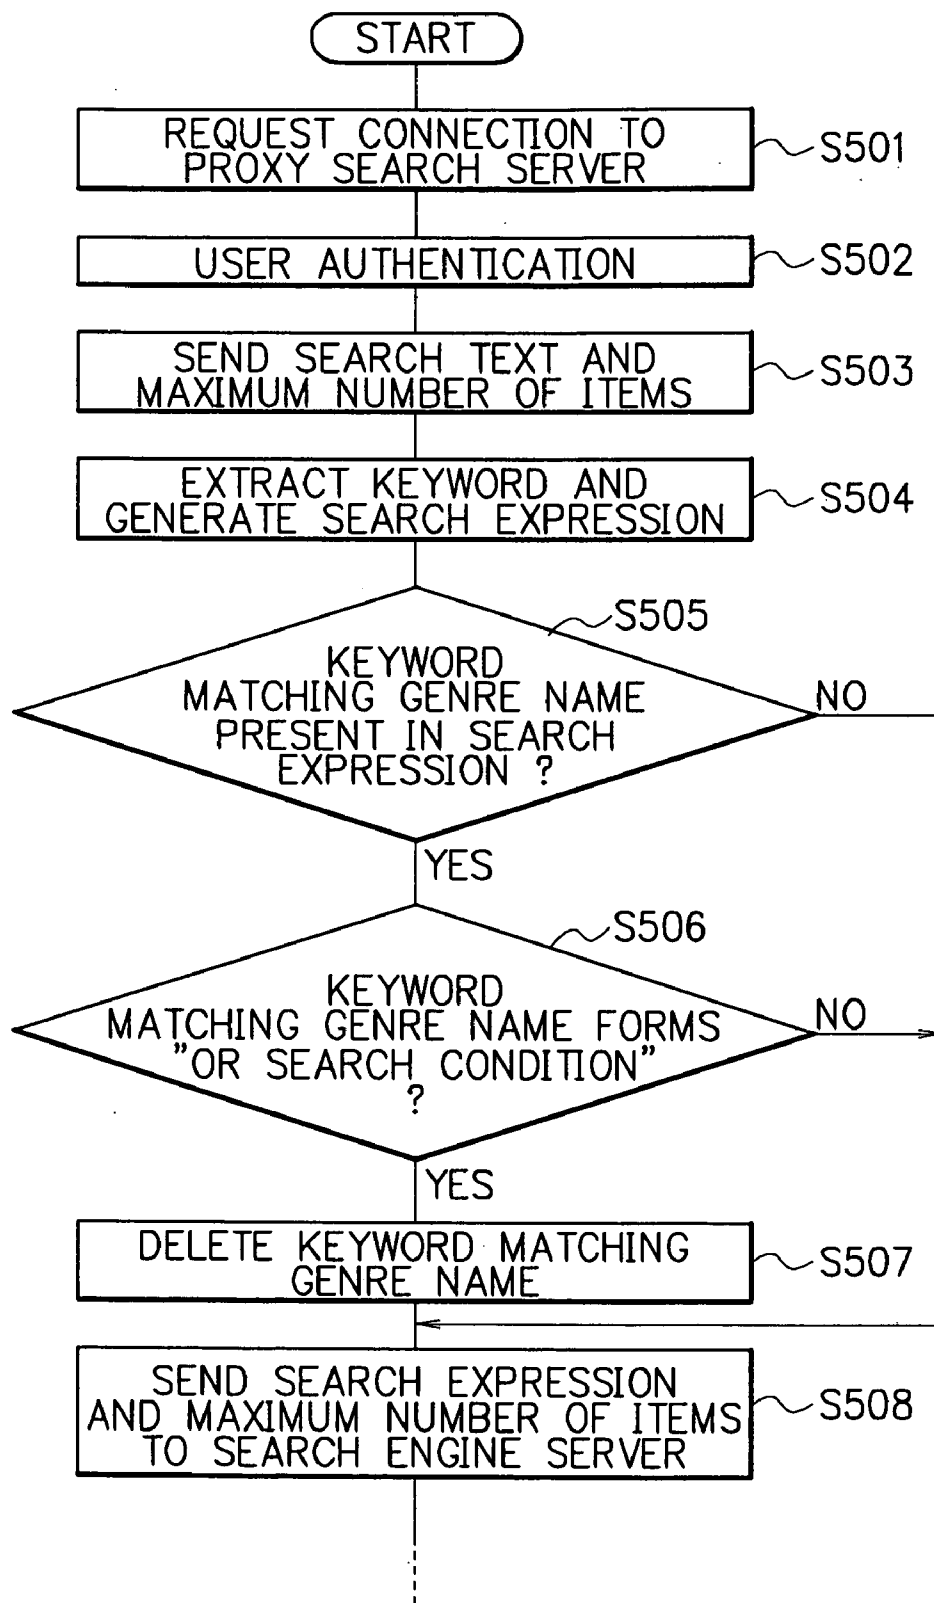 START
REQUEST CONNECTION TO
PROXY SEARCH SERVER
S501
USER AUTHENTICATION
S502
SEND SEARCH TEXT AND
MAXIMUM NUMBER OF ITEMS
S503
EXTRACT KEYWORD AND
GENERATE SEARCH EXPRESSION
S504
S505
KEYWORD
MATCHING GENRE NAME
PRESENT IN SEARCH
EXPRESSION ?
NO
YES
S506
KEYWORD
MATCHING GENRE NAME FORMS
"OR SEARCH CONDITION"
?
NO
YES
DELETE KEYWORD MATCHING
GENRE NAME
S507
SEND SEARCH EXPRESSION
AND MAXIMUM NUMBER OF ITEMS
TO SEARCH ENGINE SERVER
S508